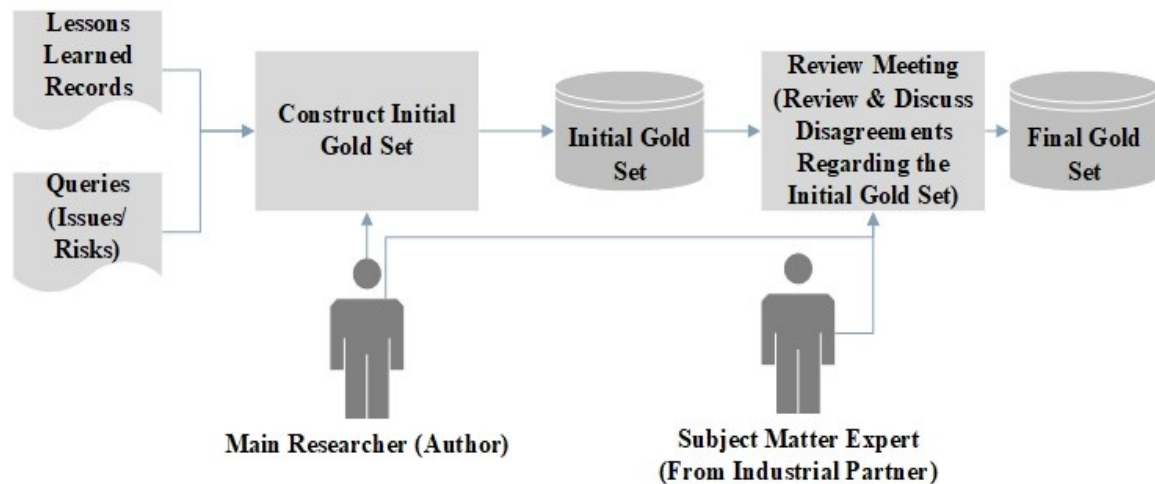 Lessons
Learned
Records
Queries
(Issues/
Risks)
Construct Initial
Gold Set
Initial Gold
Set
Review Meeting
(Review & Discuss
Disagreements
Regarding the
Initial Gold Set)
Final Gold
Set
Main Researcher (Author)
Subject Matter Expert
(From Industrial Partner)